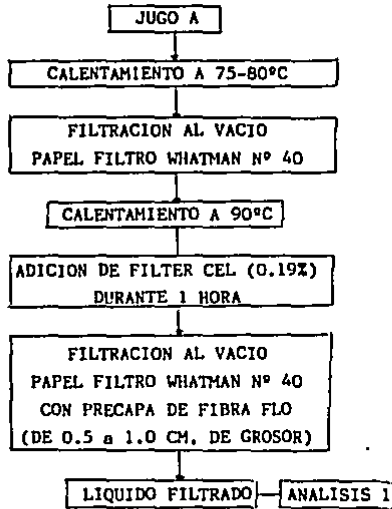 JUGO A
CALENTAMIENTO A 75-80ºC
FILTRACION AL VACIO
PAPEL FILTRO WHATMAN Nº 40
CALENTAMIENTO A 90ºC
ADICION DE FILTER CEL (0.19%)
DURANTE 1 HORA
FILTRACION AL VACIO
PAPEL FILTRO WHATMAN Nº 40
CON PRECAPA DE FIBRA FLO
(DE 0.5 a 1.0 CM. DE GROSOR)
LIQUIDO FILTRADO ANALISIS 1